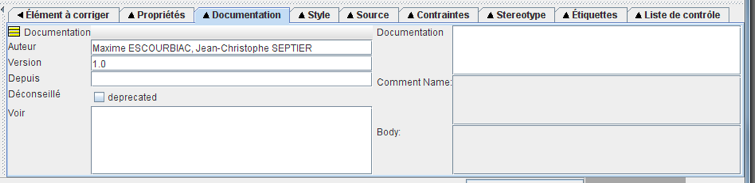 Élément à corriger Propriétés Documentation Style Source Contraintes Stereotype Étiquettes Liste de contrôle
Documentation
Auteur Maxime ESCOURBIAC, Jean-Christophe SEPTIER
Version 1.0
Depuis
Déconseillé deprecated
Voir
Documentation
Comment Name:
Body: